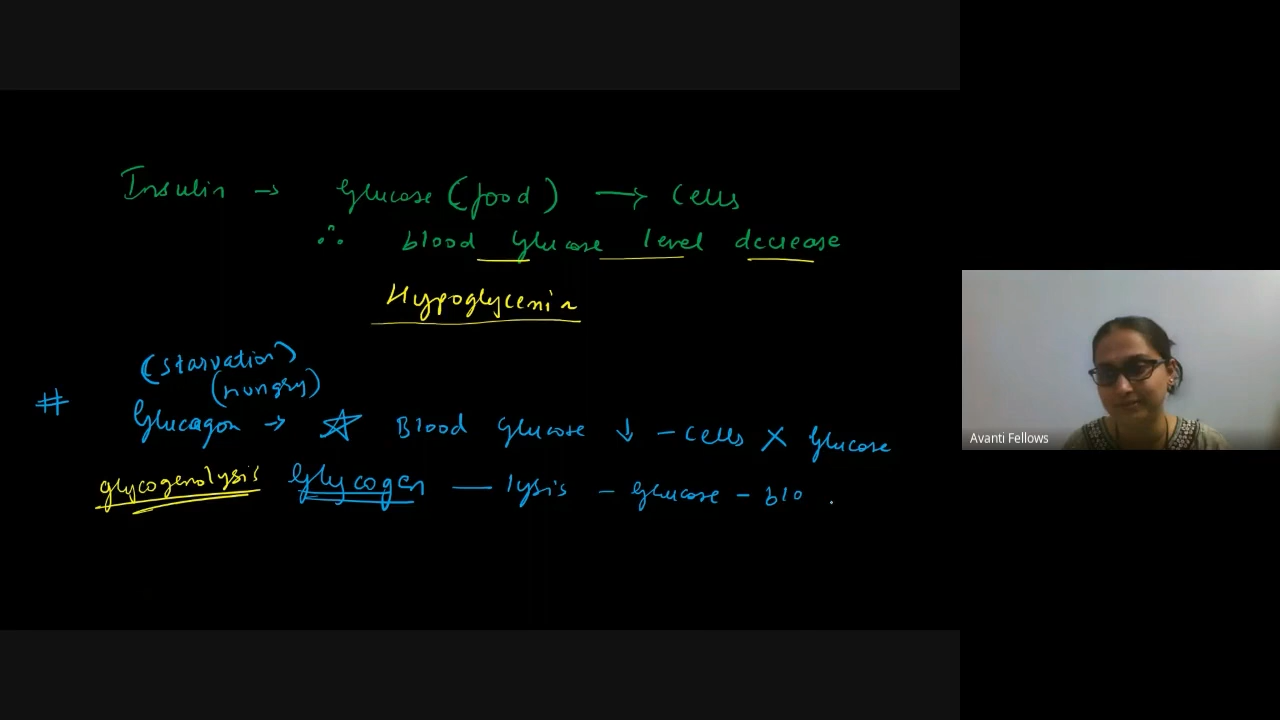 Insulin → Glucose (food) → cells
∴ blood glucose level decrease
Hypoglycemia
(starvation)
(hungry)
# Glucagon → ☆ Blood glucose ↓ – cells X glucose
glycogenolysis Glycogen — lysis – glucose – blo
Avanti Fellows